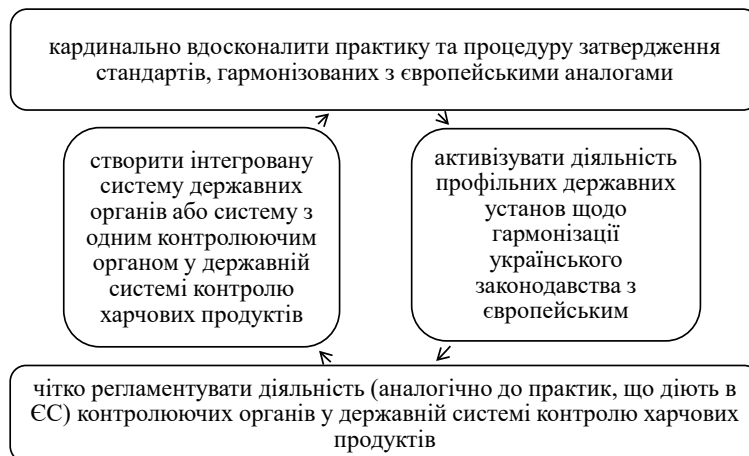 кардинально вдосконалити практику та процедуру затвердження
стандартів, гармонізованих з європейськими аналогами
створити інтегровану
систему державних
органів або систему з
одним контролюючим
органом у державній
системі контролю
харчових продуктів
активізувати діяльність
профільних державних
установ щодо
гармонізації
українського
законодавства з
європейським
чітко регламентувати діяльність (аналогічно до практик, що діють в
ЄС) контролюючих органів у державній системі контролю харчових
продуктів